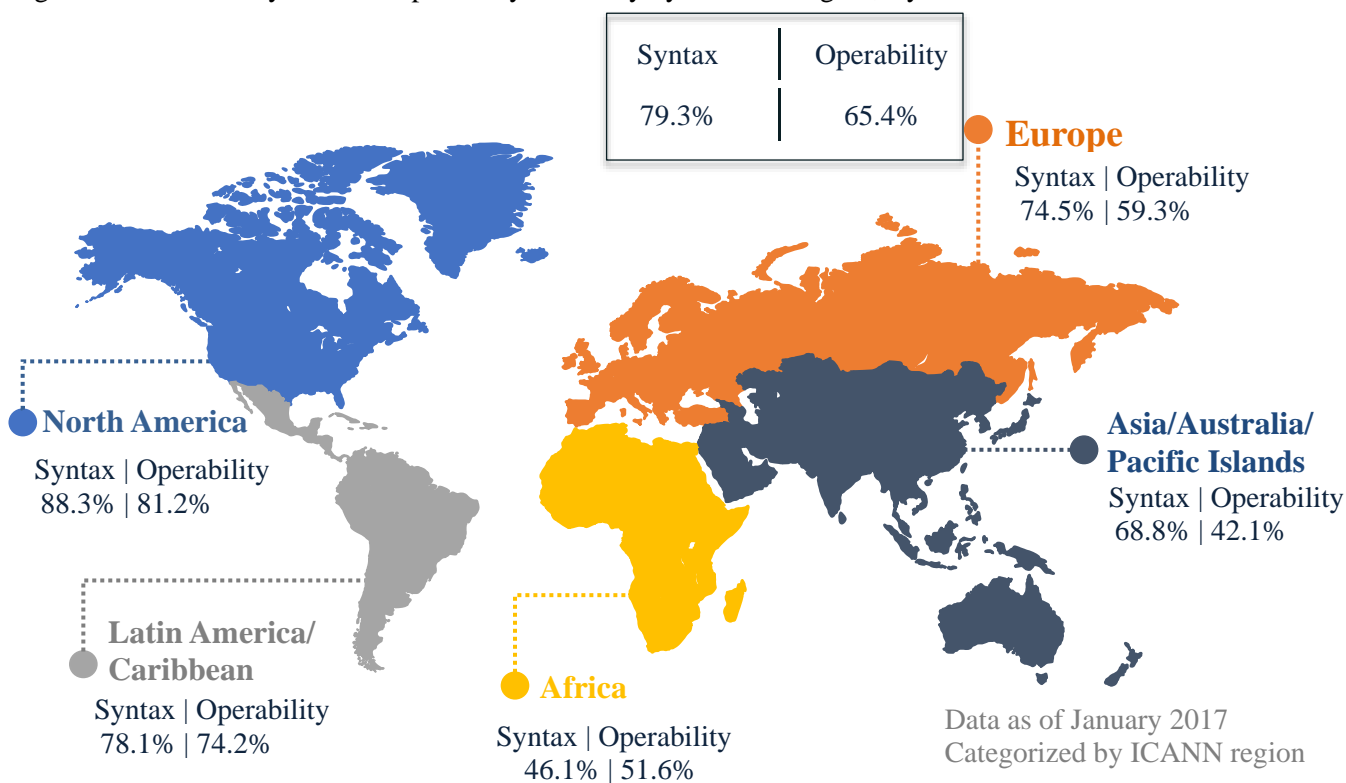 Syntax | Operability
79.3% | 65.4%
Europe
Syntax | Operability
74.5% | 59.3%
North America
Syntax | Operability
88.3% | 81.2%
Asia/Australia/
Pacific Islands
Syntax | Operability
68.8% | 42.1%
Latin America/
Caribbean
Syntax | Operability
78.1% | 74.2%
Africa
Syntax | Operability
46.1% | 51.6%
Data as of January 2017
Categorized by ICANN region